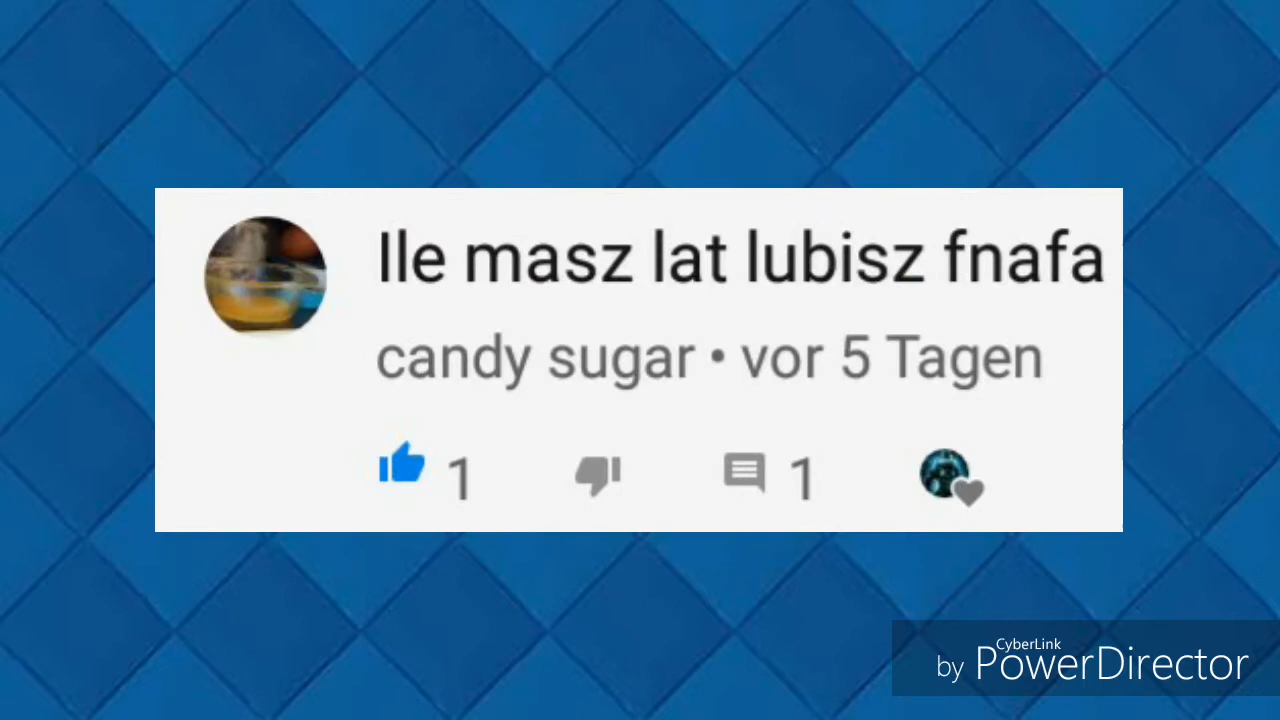 Ile masz lat lubisz fnafa
candy sugar • vor 5 Tagen
1 1
CyberLink
by PowerDirector